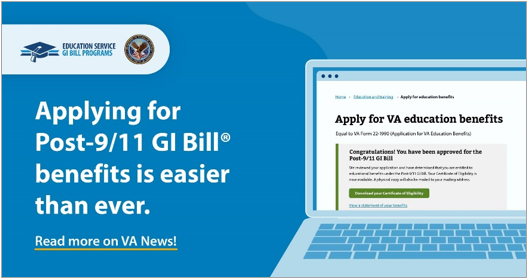 EDUCATION SERVICE
GI BILL PROGRAMS
Applying for
Post-9/11 GI Bill®
benefits is easier
than ever.
Read more on VA News!
Home › Education and training › Apply for education benefits
Apply for VA education benefits
Equal to VA Form 22-1990 (Application for VA Education Benefits)
Congratulations! You have been approved for the
Post-9/11 GI Bill
We reviewed your application and have determined that you are entitled to
educational benefits under the Post-9/11 GI Bill. Your Certificate of Eligibility is
now available. A physical copy will also be mailed to your mailing address.
Download your Certificate of Eligibility
View a statement of your benefits